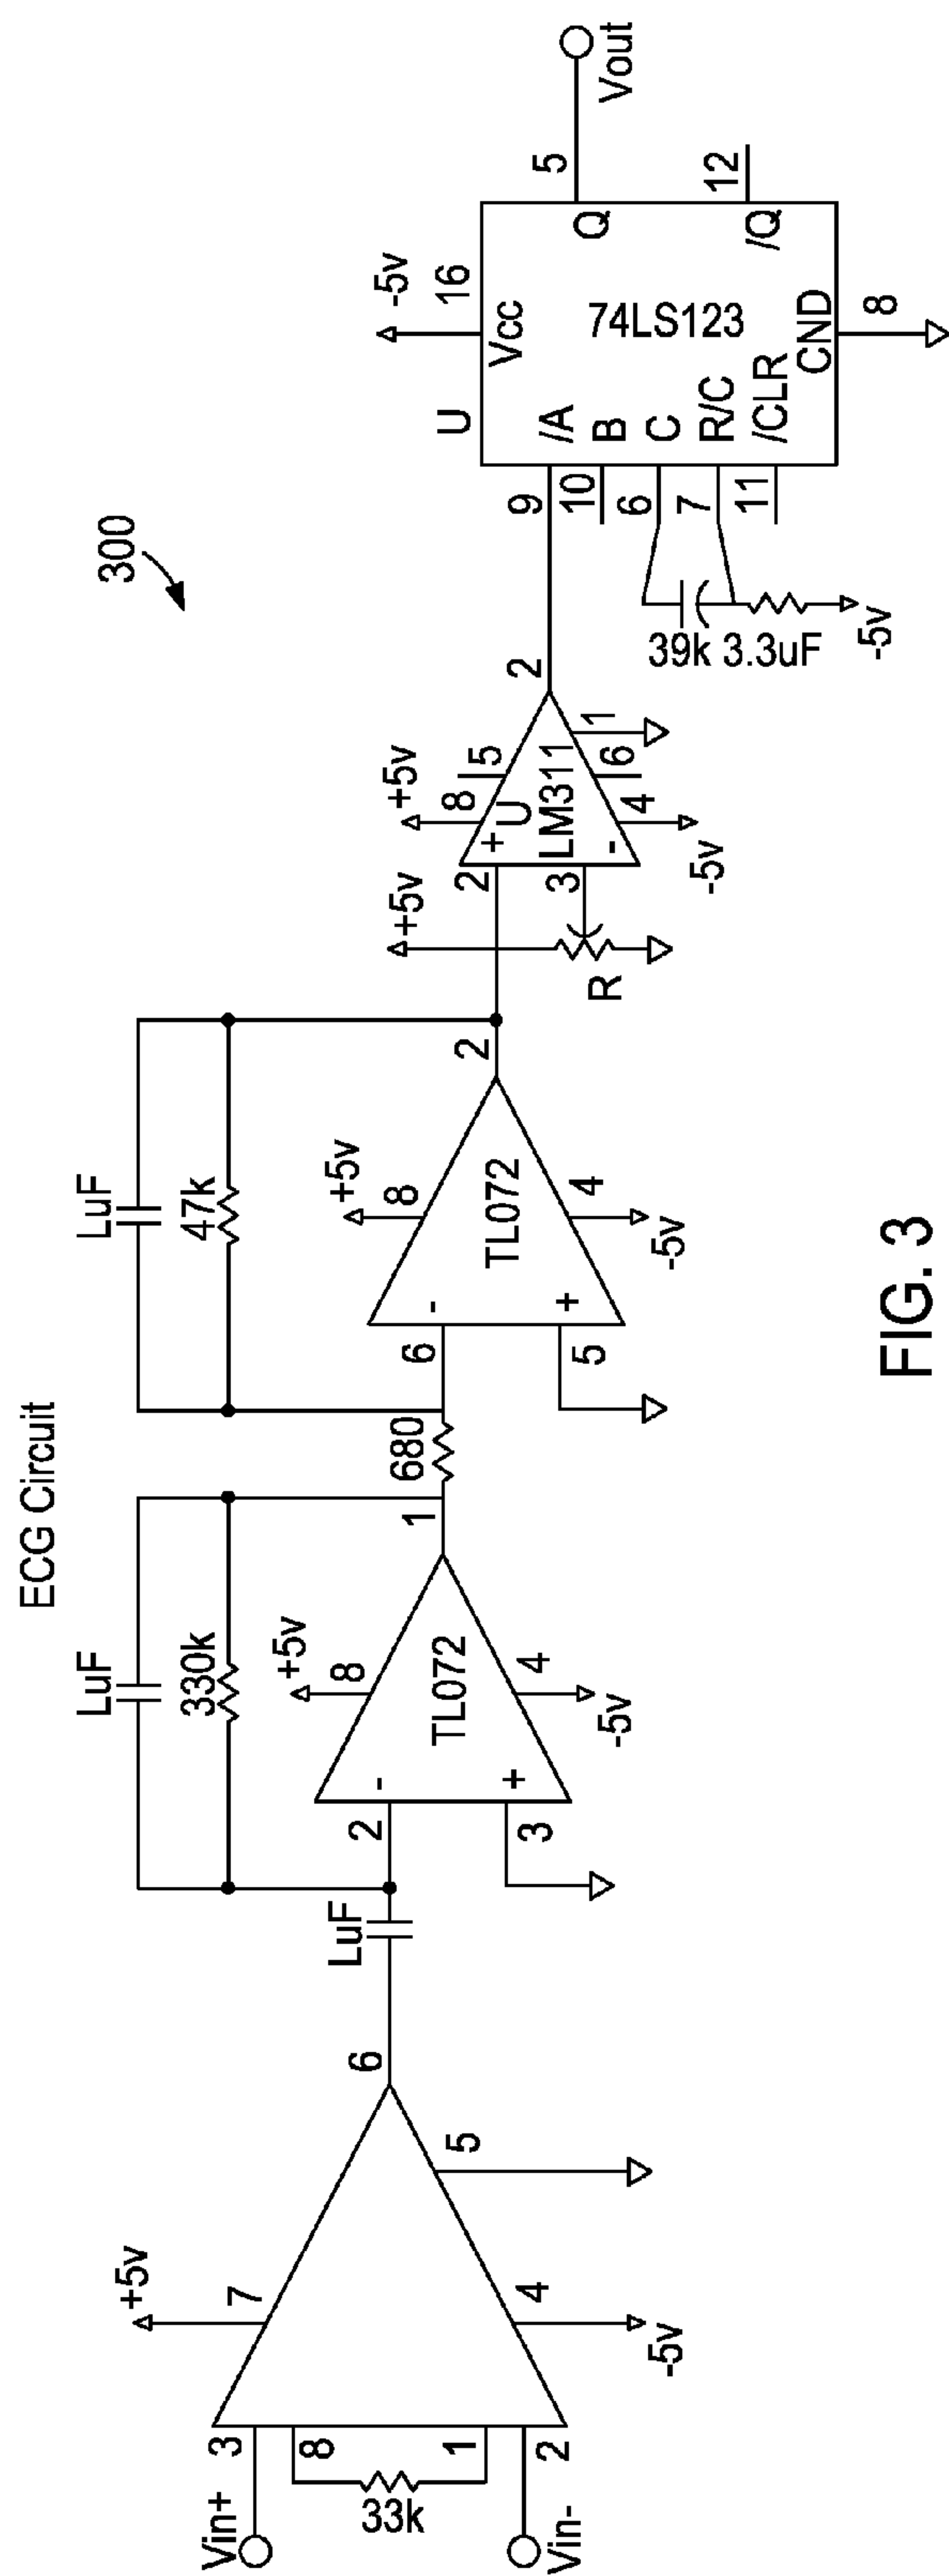 ECG Circuit
300
Vin+
Vin-
3
8
1
2
33k
+5v
7
4
-5v
5
6
LuF
LuF
330k
2
3
+5v
8
TL072
-
+
4
-5v
1
680
LuF
47k
6
5
+5v
8
TL072
-
+
4
-5v
2
+5v
R
2
3
+5v
8
5
U
LM311
+
-
1
6
4
-5v
2
9
10
6
7
11
39k 3.3uF
-5v
U
-5v
16
Vcc
/A
B
C
R/C
/CLR
CND
74LS123
Q
/Q
5
12
8
Vout
FIG. 3